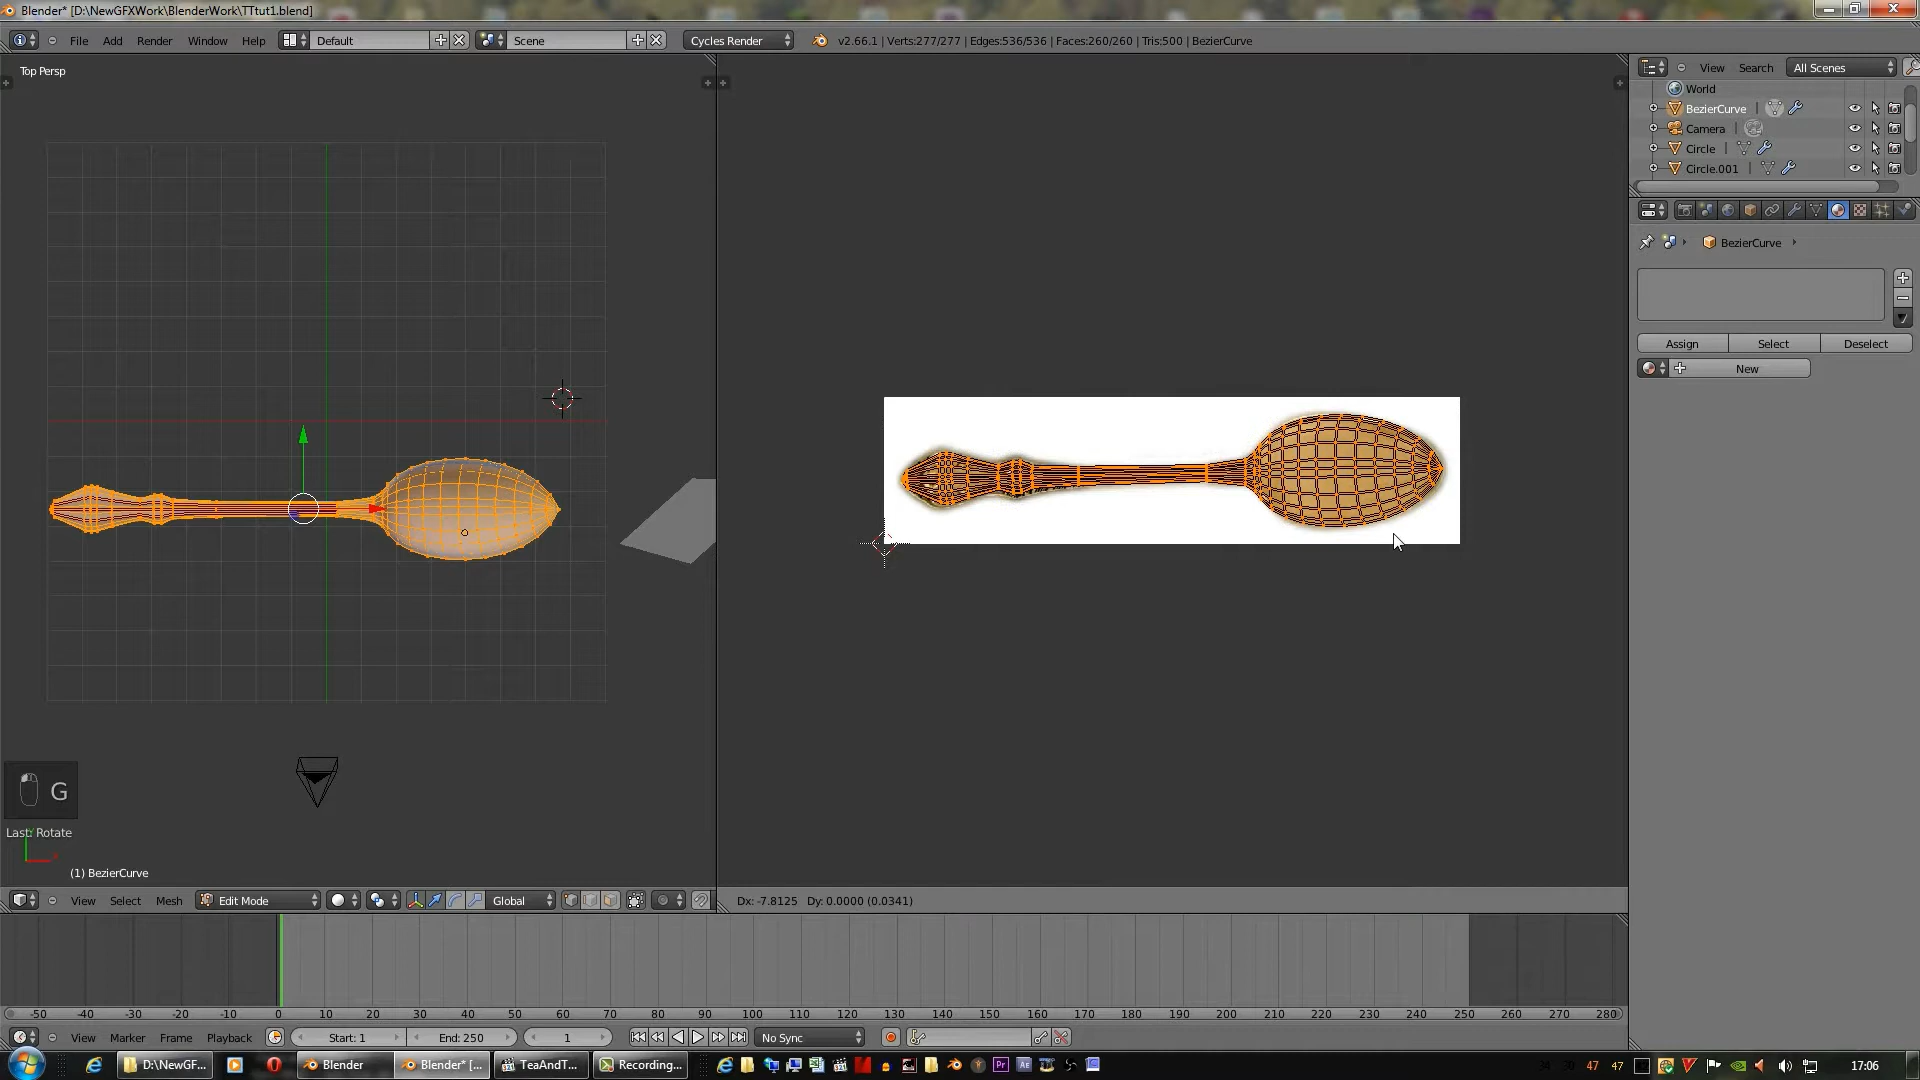 Blender* [D:\NewGFXWork\BlenderWork\TTtut1.blend]
File Add Render Window Help Default Scene Cycles Render v2.66.1 | Verts:277/277 | Edges:536/536 | Faces:260/260 | Tris:500 | BezierCurve
Top Persp
View Search All Scenes
World
BezierCurve
Camera
Circle
Circle.001
BezierCurve
Assign Select Deselect
New
G
Last: Rotate
(1) BezierCurve
View Select Mesh Edit Mode Global Dx: -7.8125 Dy: 0.0000 (0.0341)
-50 -40 -30 -20 -10 0 10 20 30 40 50 60 70 80 90 100 110 120 130 140 150 160 170 180 190 200 210 220 230 240 250 260 270 280
View Marker Frame Playback Start: 1 End: 250 1 No Sync
D:\NewGF... Blender Blender* [... TeaAndT... Recording... 47 47 17:06